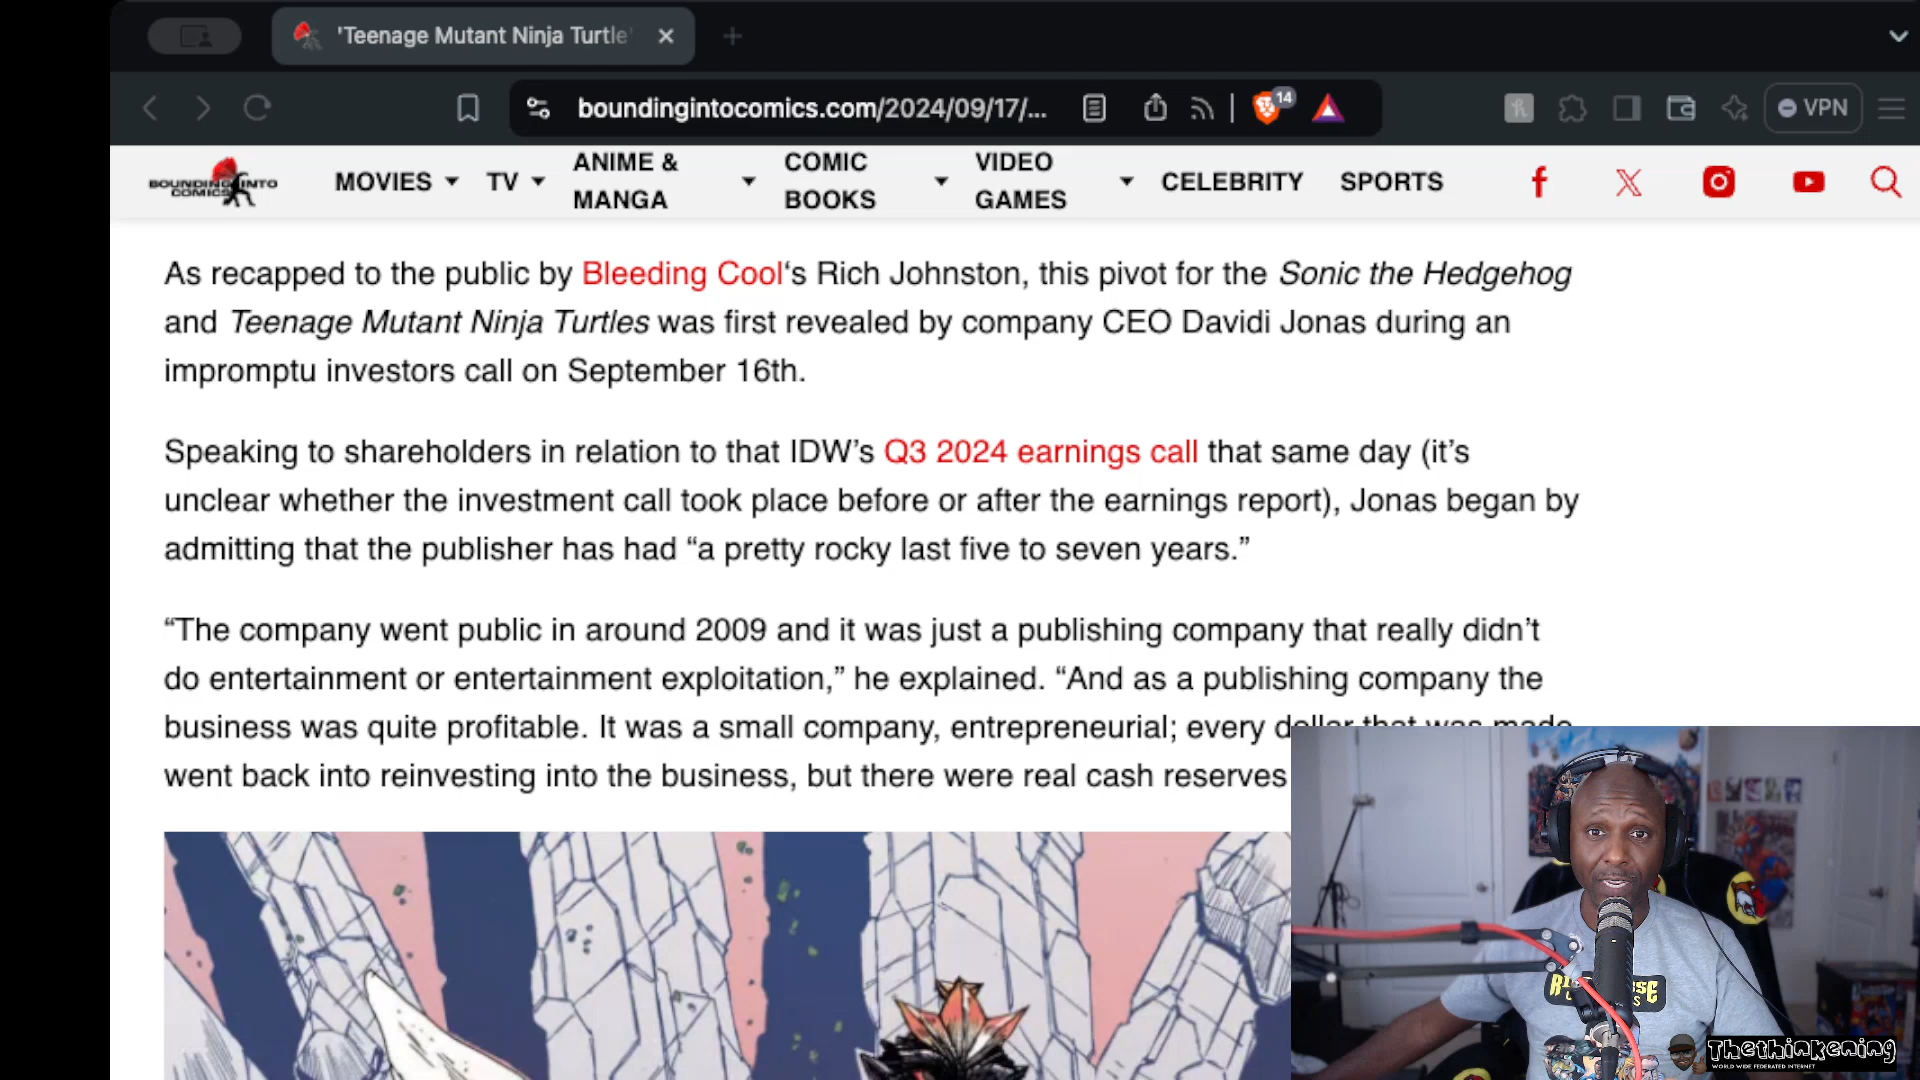 'Teenage Mutant Ninja Turtle
boundingintocomics.com/2024/09/17/...
14
VPN
BOUNDING INTO
COMICS
MOVIES
TV
ANIME &
MANGA
COMIC
BOOKS
VIDEO
GAMES
CELEBRITY
SPORTS
As recapped to the public by Bleeding Cool‘s Rich Johnston, this pivot for the Sonic the Hedgehog
and Teenage Mutant Ninja Turtles was first revealed by company CEO Davidi Jonas during an
impromptu investors call on September 16th.
Speaking to shareholders in relation to that IDW’s Q3 2024 earnings call that same day (it’s
unclear whether the investment call took place before or after the earnings report), Jonas began by
admitting that the publisher has had “a pretty rocky last five to seven years.”
“The company went public in around 2009 and it was just a publishing company that really didn’t
do entertainment or entertainment exploitation,” he explained. “And as a publishing company the
business was quite profitable. It was a small company, entrepreneurial; every dollar that was made
went back into reinvesting into the business, but there were real cash reserves
Thethinkening
WORLD WIDE FEDERATED INTERNET